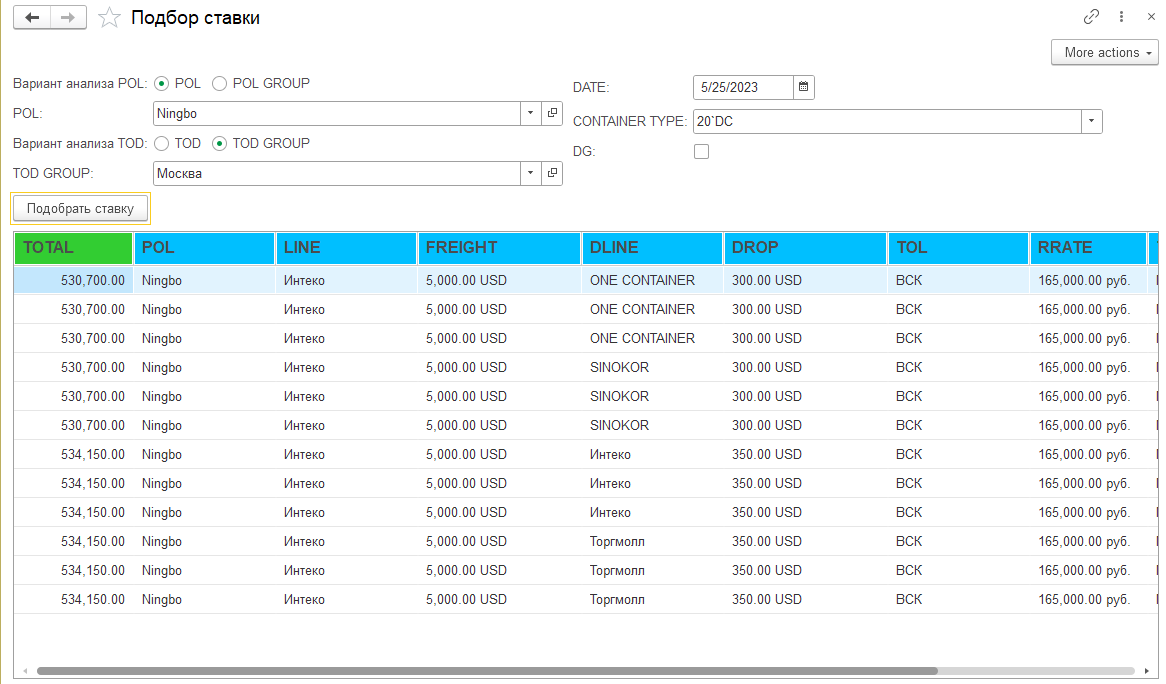 Подбор ставки
More actions
Вариант анализа POL: POL POL GROUP
DATE: 5/25/2023
POL: Ningbo
CONTAINER TYPE: 20`DC
Вариант анализа TOD: TOD TOD GROUP
DG:
TOD GROUP: Москва
Подобрать ставку
TOTAL POL LINE FREIGHT DLINE DROP TOL RRATE
530,700.00 Ningbo Интеко 5,000.00 USD ONE CONTAINER 300.00 USD ВСК 165,000.00 руб.
530,700.00 Ningbo Интеко 5,000.00 USD ONE CONTAINER 300.00 USD ВСК 165,000.00 руб.
530,700.00 Ningbo Интеко 5,000.00 USD ONE CONTAINER 300.00 USD ВСК 165,000.00 руб.
530,700.00 Ningbo Интеко 5,000.00 USD SINOKOR 300.00 USD ВСК 165,000.00 руб.
530,700.00 Ningbo Интеко 5,000.00 USD SINOKOR 300.00 USD ВСК 165,000.00 руб.
530,700.00 Ningbo Интеко 5,000.00 USD SINOKOR 300.00 USD ВСК 165,000.00 руб.
534,150.00 Ningbo Интеко 5,000.00 USD Интеко 350.00 USD ВСК 165,000.00 руб.
534,150.00 Ningbo Интеко 5,000.00 USD Интеко 350.00 USD ВСК 165,000.00 руб.
534,150.00 Ningbo Интеко 5,000.00 USD Интеко 350.00 USD ВСК 165,000.00 руб.
534,150.00 Ningbo Интеко 5,000.00 USD Торгмолл 350.00 USD ВСК 165,000.00 руб.
534,150.00 Ningbo Интеко 5,000.00 USD Торгмолл 350.00 USD ВСК 165,000.00 руб.
534,150.00 Ningbo Интеко 5,000.00 USD Торгмолл 350.00 USD ВСК 165,000.00 руб.